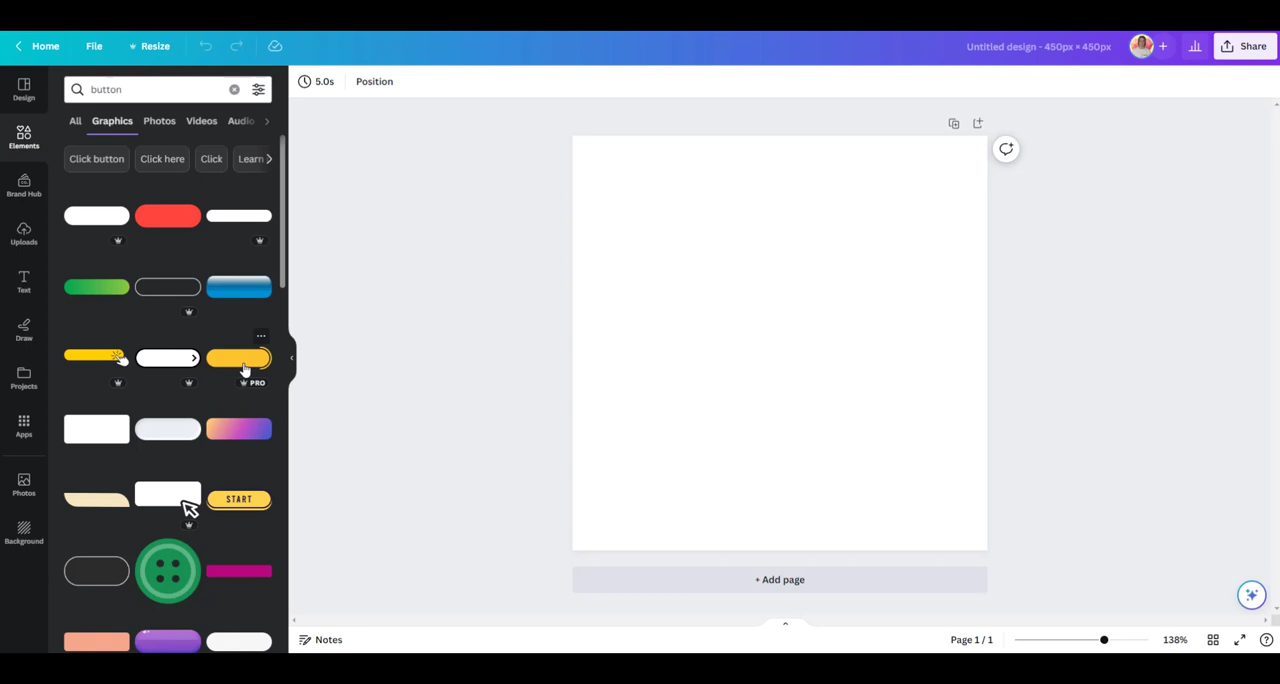 Home File Resize Untitled design - 450px × 450px + Share
Design
Elements
Brand Hub
Uploads
Text
Draw
Projects
Apps
Photos
Background
button
All Graphics Photos Videos Audio
Click button Click here Click Learn
PRO
START
5.0s Position
+ Add page
Notes Page 1 / 1 138%